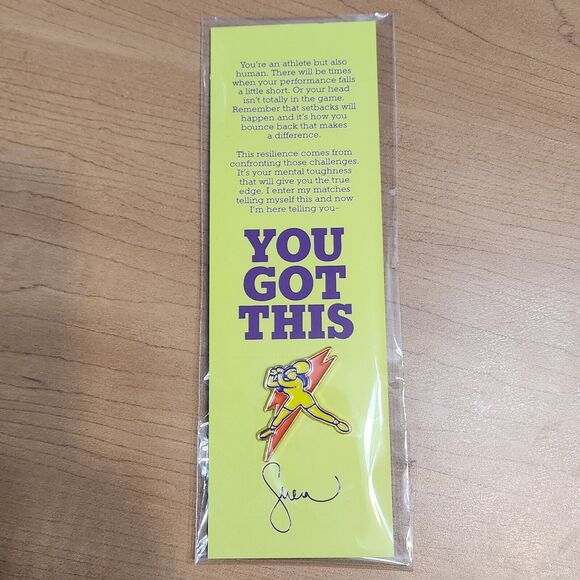 You're an athlete but also
human. There will be times
when your performance falls
a little short. Or your head
isn't totally in the game.
Remember that setbacks will
happen and it's how you
bounce back that makes
a difference.
This resilience comes from
confronting those challenges.
It's your mental toughness
that will give you the true
edge. I enter my matches
telling myself this and now
I'm here telling you–
YOU
GOT
THIS